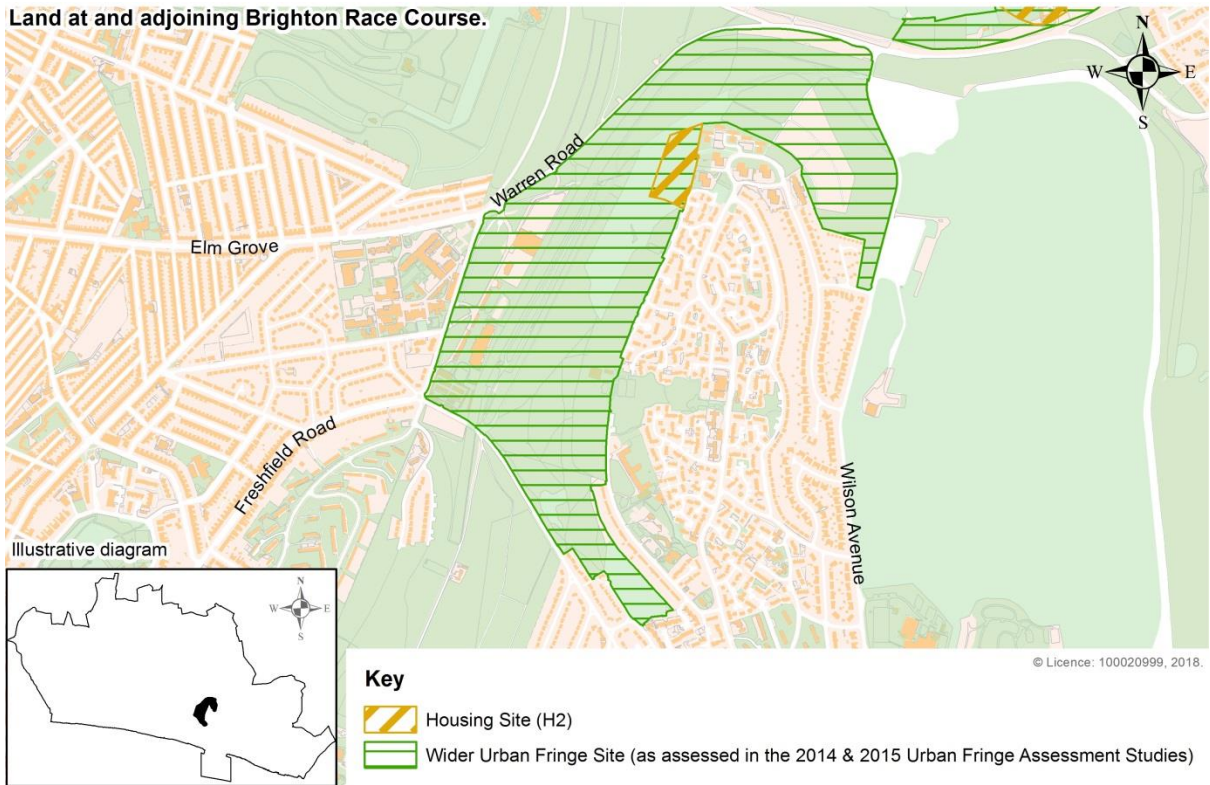 Land at and adjoining Brighton Race Course.
N
W E
S
Warren Road
Elm Grove
Freshfield Road
Wilson Avenue
Illustrative diagram
N
W E
S
© Licence: 100020999, 2018.
Key
Housing Site (H2)
Wider Urban Fringe Site (as assessed in the 2014 & 2015 Urban Fringe Assessment Studies)